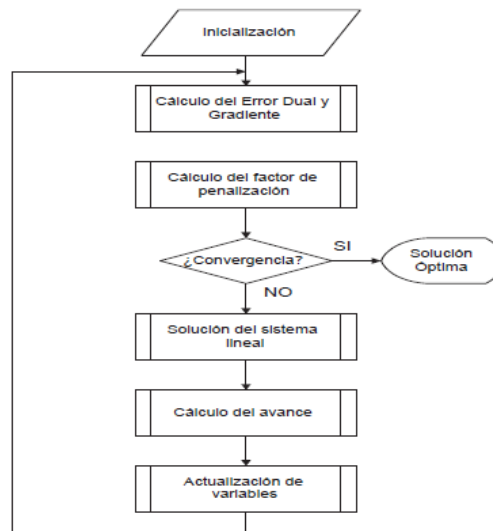 Inicialización
Cálculo del Error Dual y
Gradiente
Cálculo del factor de
penalización
¿Convergencia?
SI
Solución
Óptima
NO
Solución del sistema
lineal
Cálculo del avance
Actualización de
variables